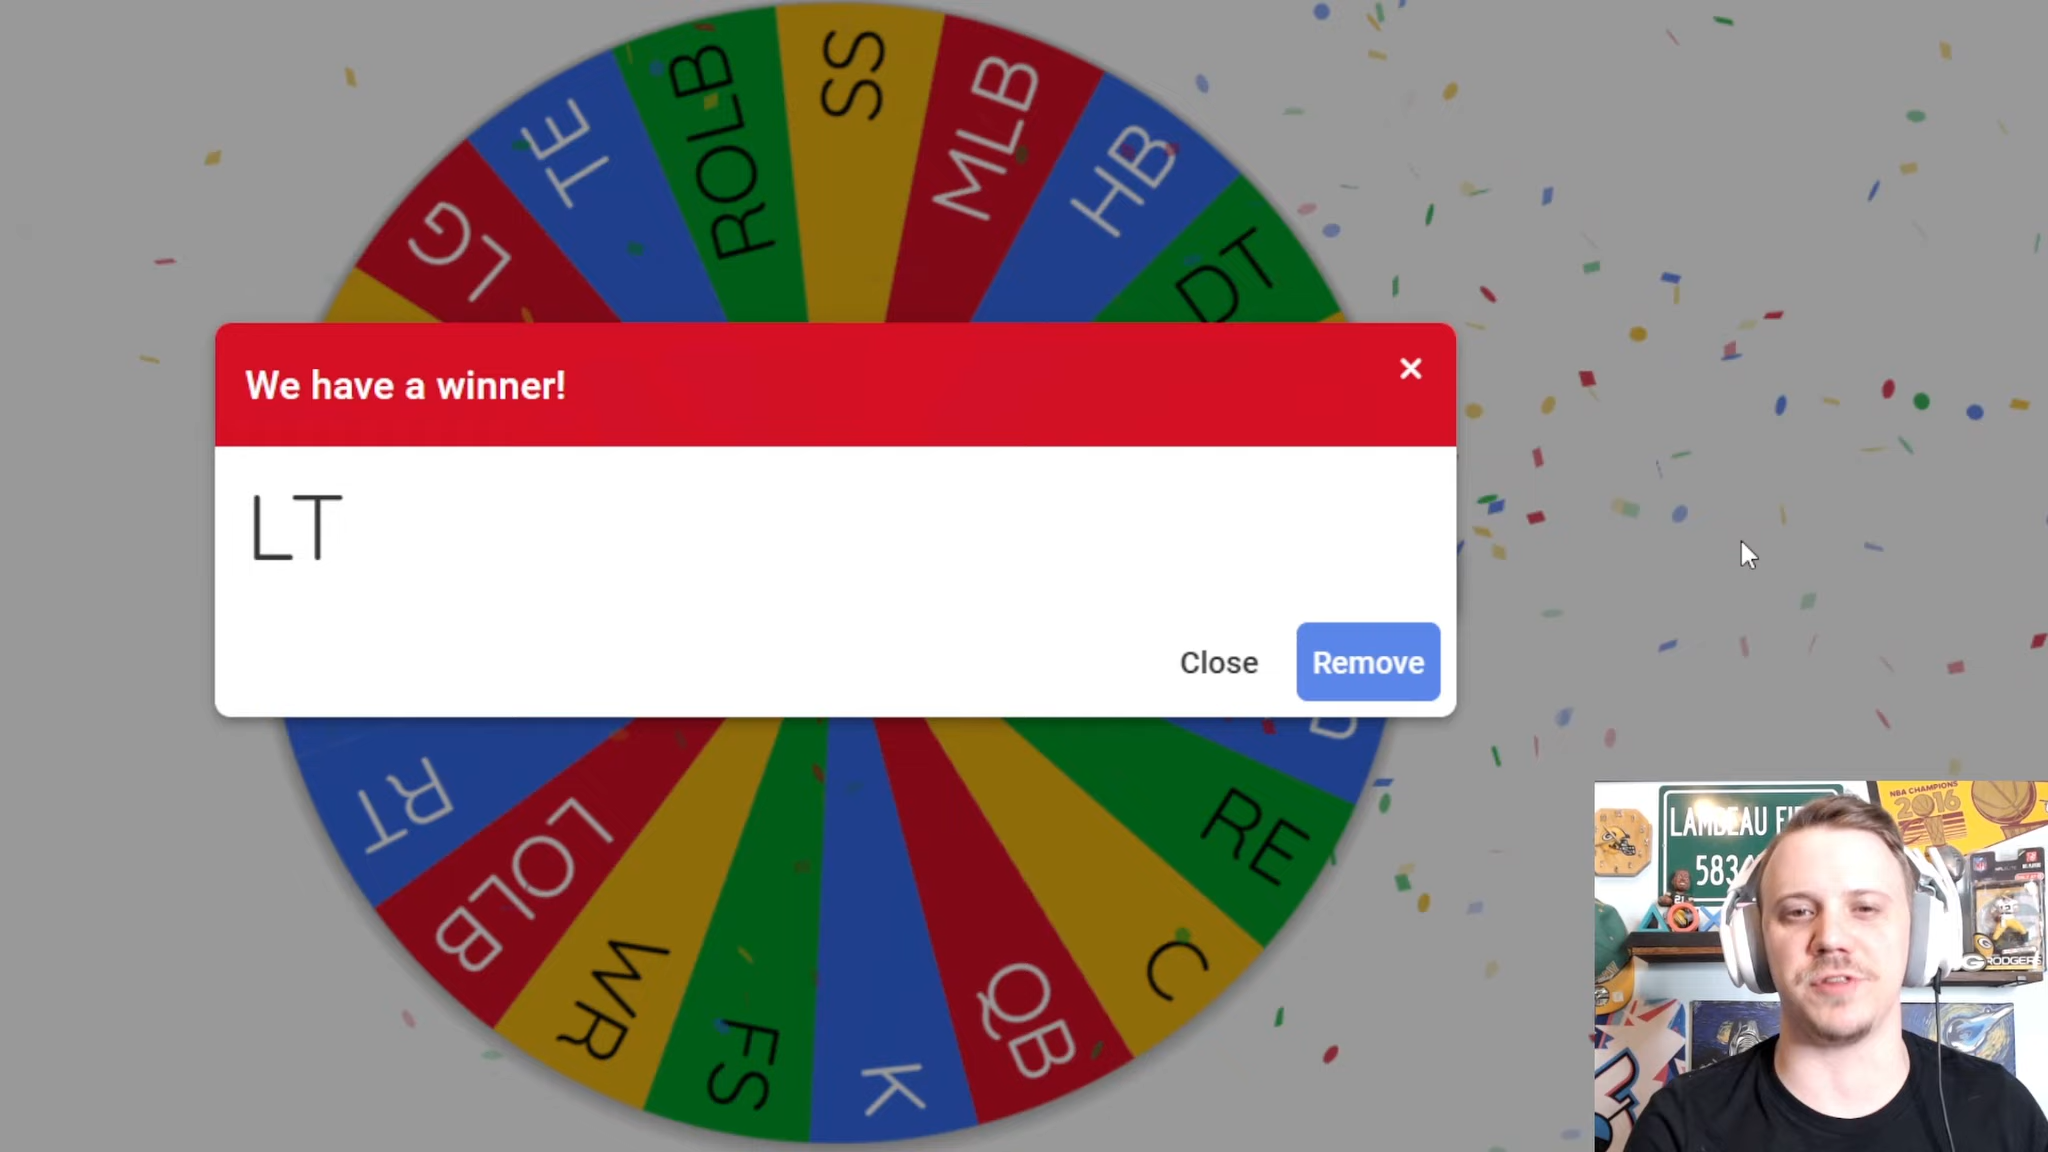 SS
MLB
HB
DT
ROLB
TE
LG
We have a winner!
LT
Close
Remove
RE
C
QB
K
FS
WR
LOLB
RT
NBA CHAMPIONS
2016
LAMBEAU
583
21
RODGERS